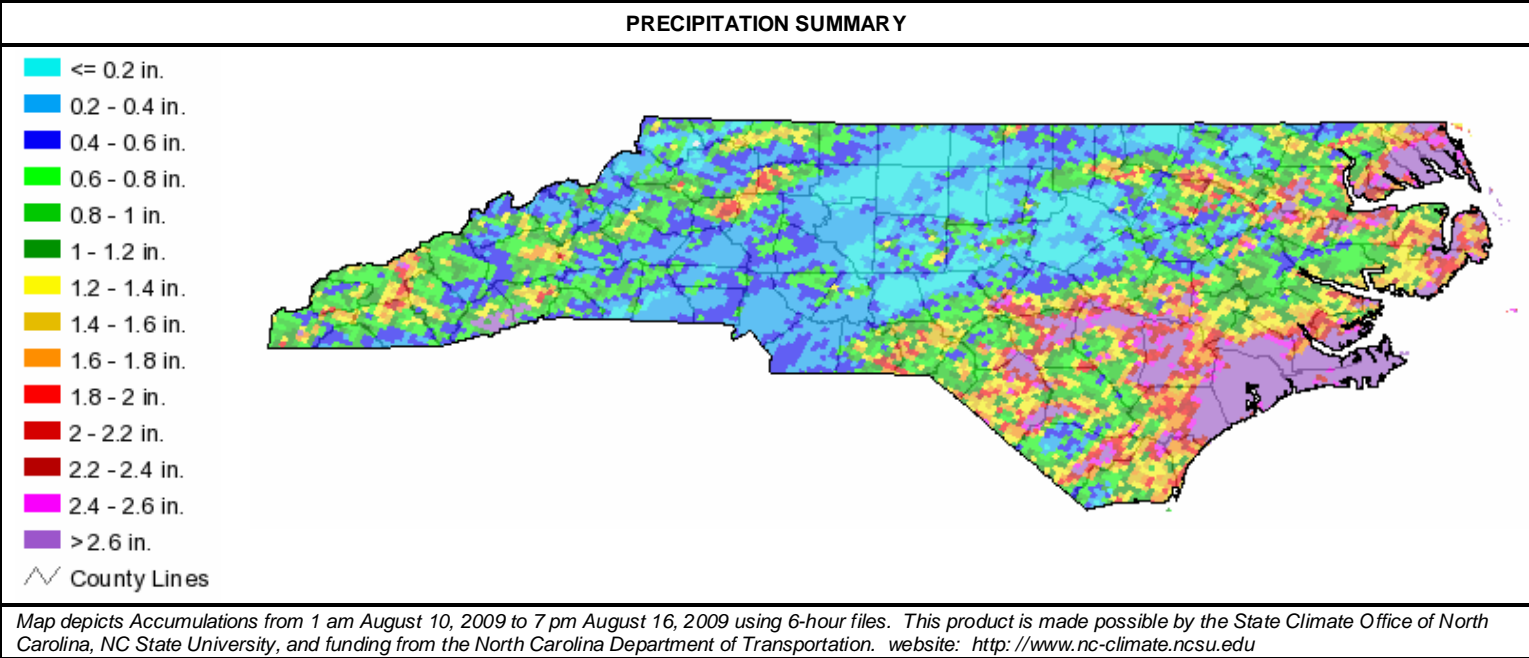 PRECIPITATION SUMMARY
<= 0.2 in.
0.2 - 0.4 in.
0.4 - 0.6 in.
0.6 - 0.8 in.
0.8 - 1 in.
1 - 1.2 in.
1.2 - 1.4 in.
1.4 - 1.6 in.
1.6 - 1.8 in.
1.8 - 2 in.
2 - 2.2 in.
2.2 - 2.4 in.
2.4 - 2.6 in.
> 2.6 in.
County Lines
Map depicts Accumulations from 1 am August 10, 2009 to 7 pm August 16, 2009 using 6-hour files. This product is made possible by the State Climate Office of North
Carolina, NC State University, and funding from the North Carolina Department of Transportation. website: http: //www.nc-climate.ncsu.edu